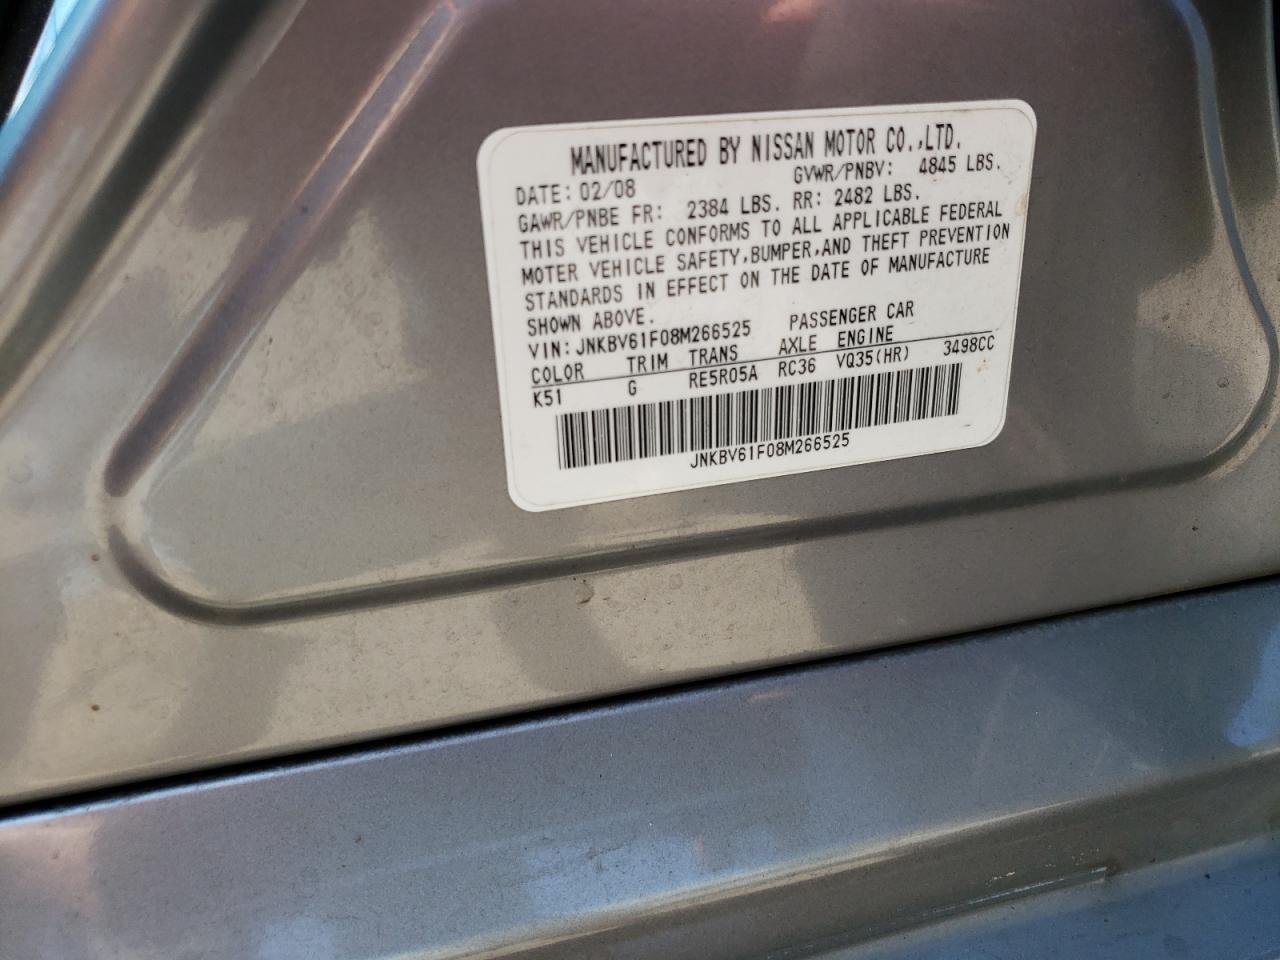 MANUFACTURED BY NISSAN MOTOR CO.,LTD.
DATE: 02/08 GVWR/PNBV: 4845 LBS.
GAWR/PNBE FR: 2384 LBS. RR: 2482 LBS.
THIS VEHICLE CONFORMS TO ALL APPLICABLE FEDERAL
MOTER VEHICLE SAFETY,BUMPER,AND THEFT PREVENTION
STANDARDS IN EFFECT ON THE DATE OF MANUFACTURE
SHOWN ABOVE.
VIN: JNKBV61F08M266525 PASSENGER CAR
COLOR TRIM TRANS AXLE ENGINE
K51 G RE5R05A RC36 VQ35(HR) 3498CC
JNKBV61F08M266525